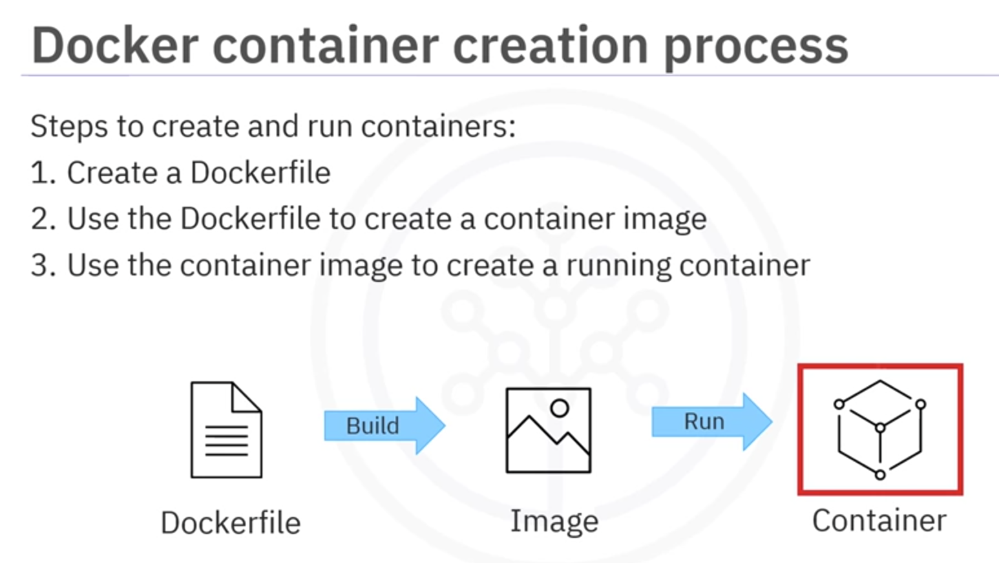 Docker container creation process
Steps to create and run containers:
1. Create a Dockerfile
2. Use the Dockerfile to create a container image
3. Use the container image to create a running container
Build
Run
Dockerfile
Image
Container